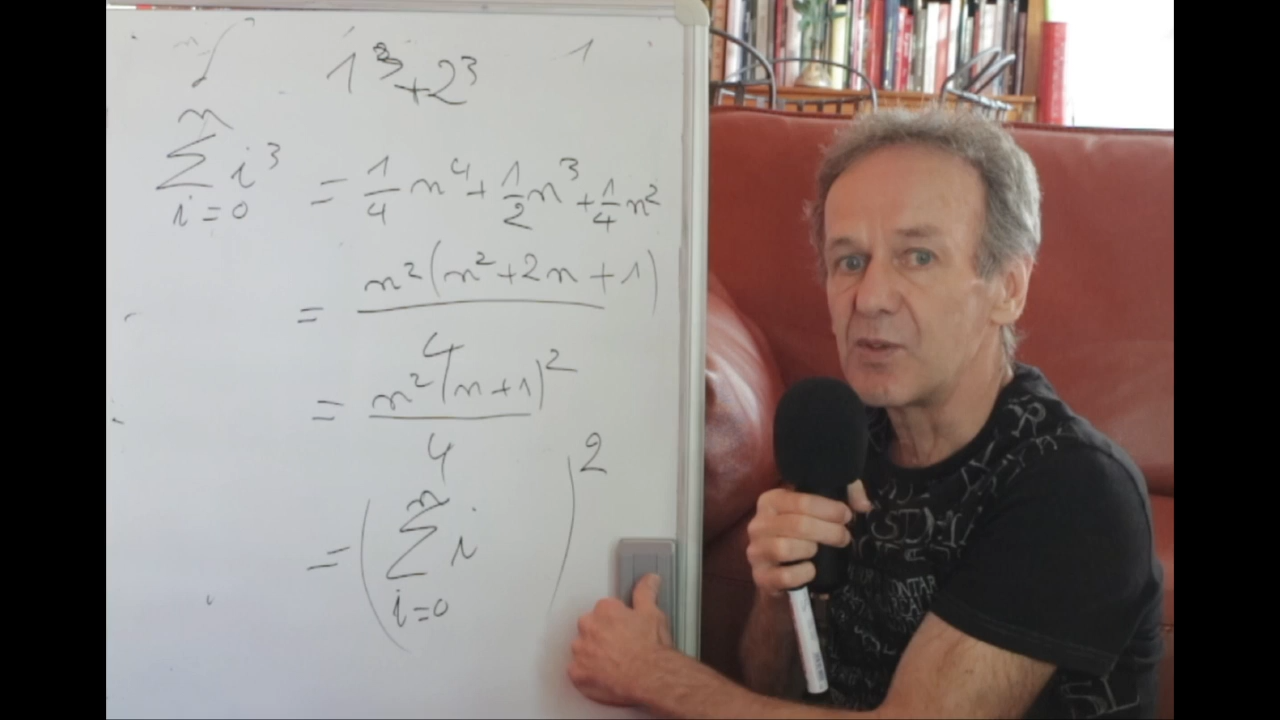 1³+2³ 1
n
∑ i³ = 1/4 n⁴ + 1/2 n³ + 1/4 n²
i=0
= n²(n²+2n+1)
4
= n²(n+1)²
4
= (∑ i)²
n
i=0